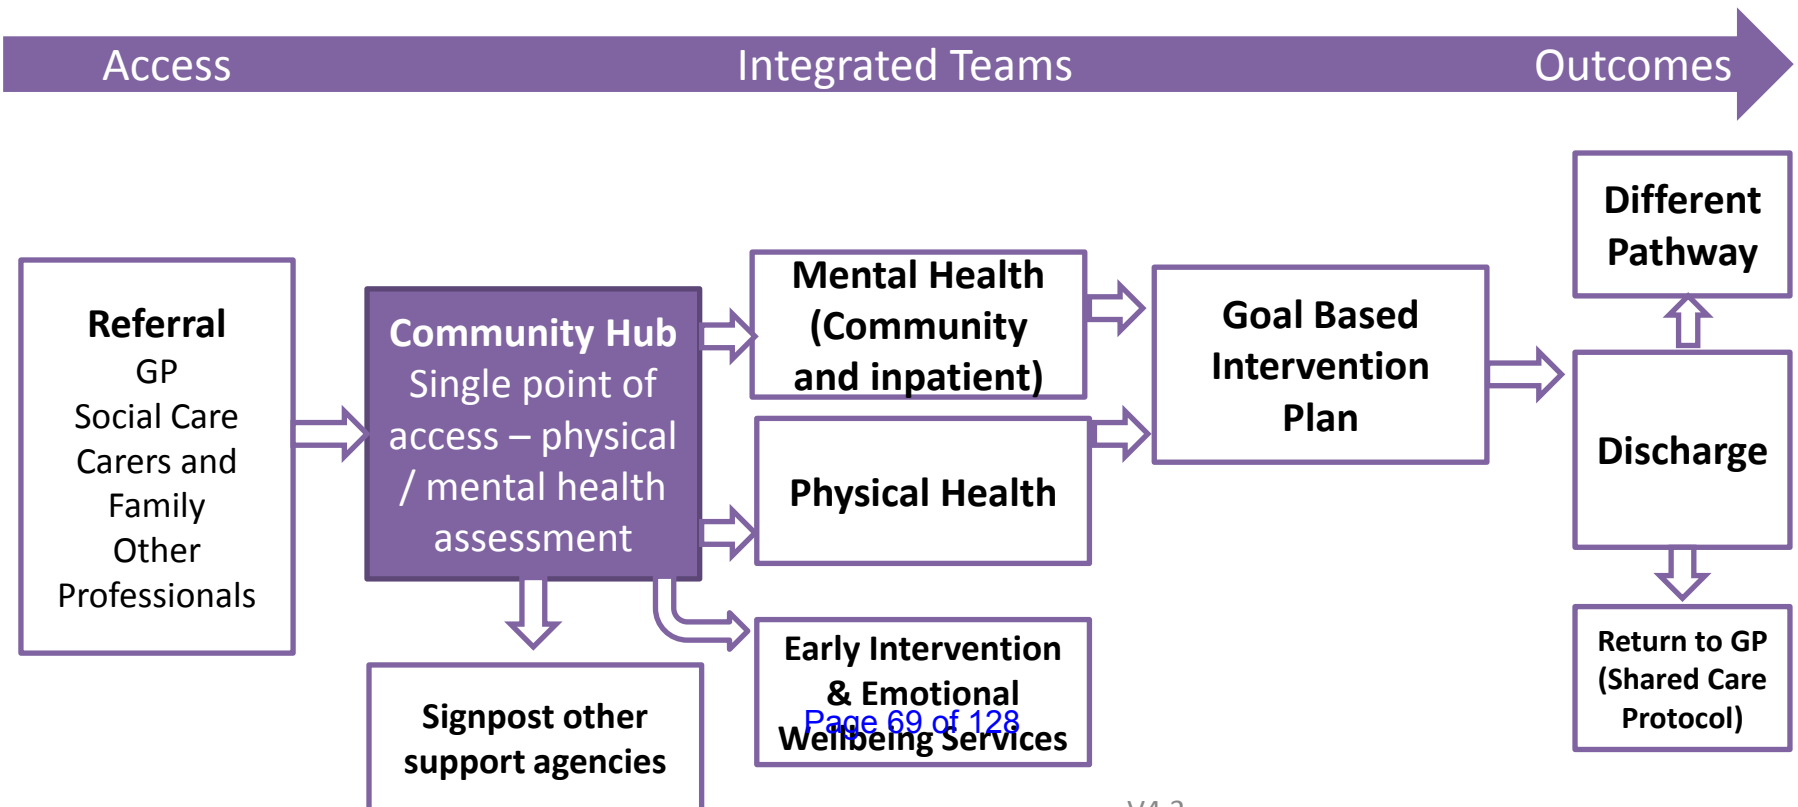 Access
Integrated Teams
Outcomes
Referral
GP
Social Care
Carers and
Family
Other
Professionals
Community Hub
Single point of
access – physical
/ mental health
assessment
Signpost other
support agencies
Mental Health
(Community
and inpatient)
Physical Health
Early Intervention
& Emotional
Wellbeing Services
Page 69 of 128
Goal Based
Intervention
Plan
Different
Pathway
Discharge
Return to GP
(Shared Care
Protocol)